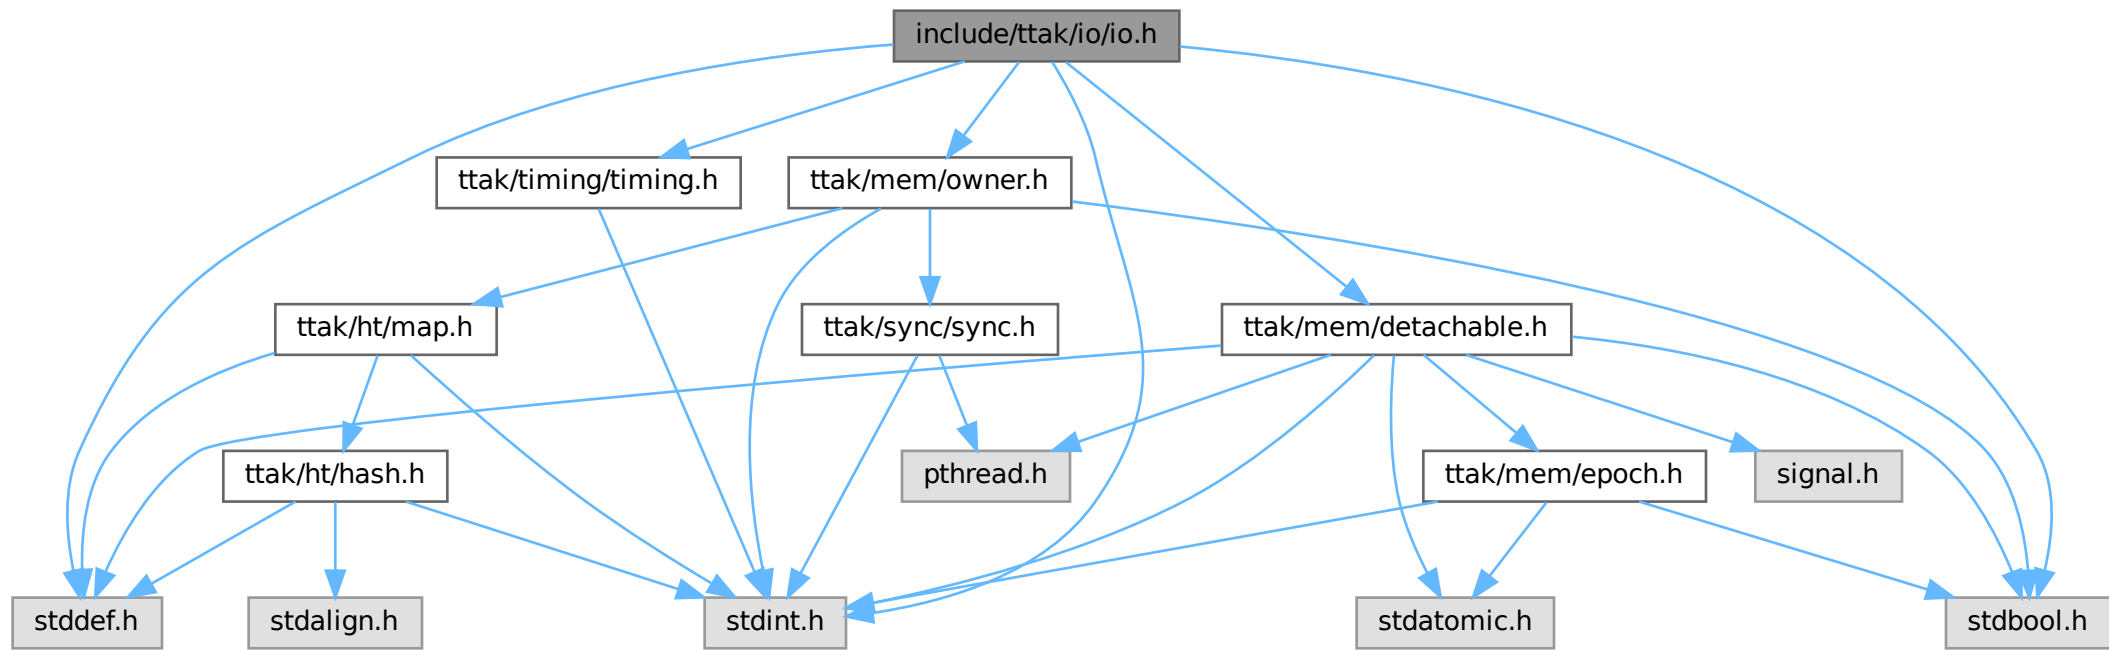 include/ttak/io/io.h
ttak/timing/timing.h
ttak/mem/owner.h
ttak/ht/map.h
ttak/sync/sync.h
ttak/mem/detachable.h
ttak/ht/hash.h
pthread.h
ttak/mem/epoch.h
signal.h
stddef.h
stdalign.h
stdint.h
stdatomic.h
stdbool.h